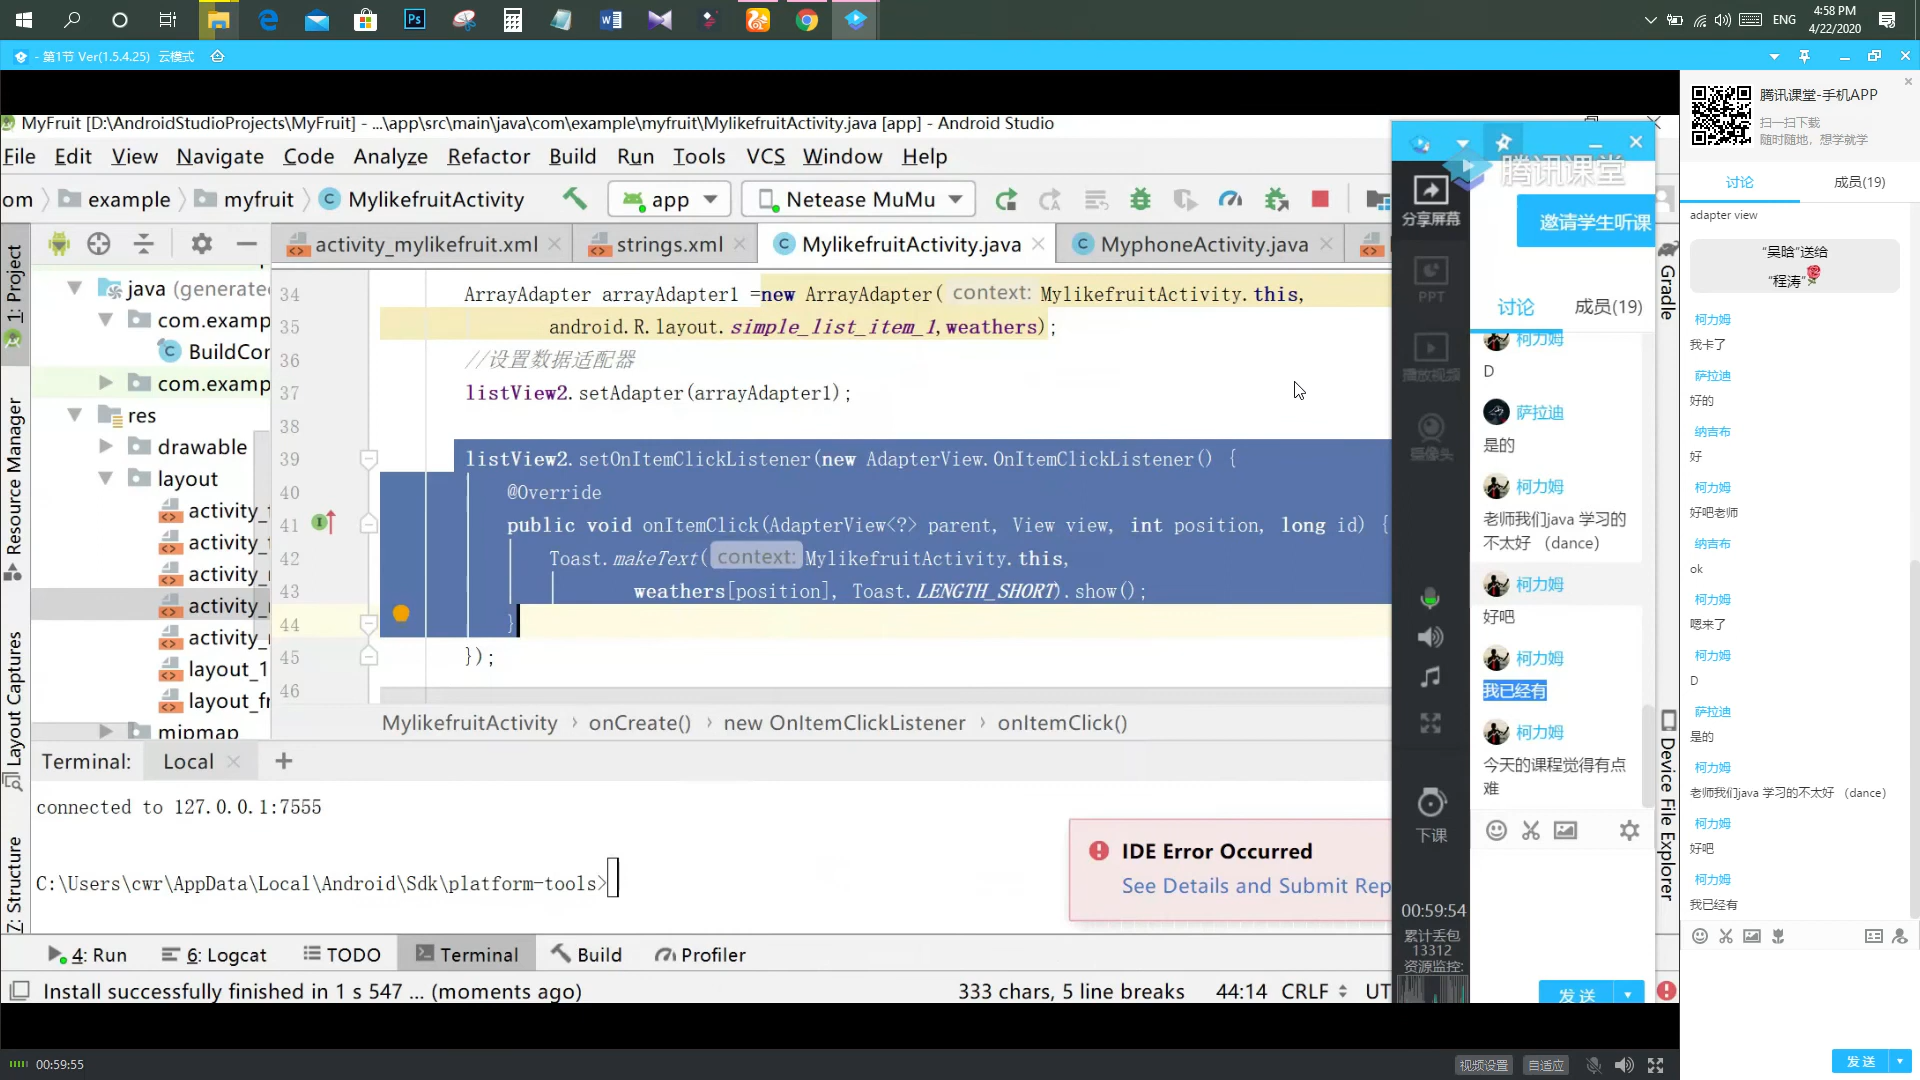 ENG
4:58 PM
4/22/2020
- 第1节 Ver(1.5.4.25) 云模式
MyFruit [D:\AndroidStudioProjects\MyFruit] - ...\app\src\main\java\com\example\myfruit\MylikefruitActivity.java [app] - Android Studio
File Edit View Navigate Code Analyze Refactor Build Run Tools VCS Window Help
om example myfruit MylikefruitActivity app Netease MuMu
activity_mylikefruit.xml strings.xml MylikefruitActivity.java MyphoneActivity.java
1: Project
Resource Manager
Layout Captures
Z: Structure
java (generate
com.examp
BuildCor
com.examp
res
drawable
layout
activity_
activity_
activity_
activity_
activity_
layout_1
layout_fr
mipmap
34 ArrayAdapter arrayAdapter1 =new ArrayAdapter( context: MylikefruitActivity.this,
35 android.R.layout.simple_list_item_1,weathers);
36 //设置数据适配器
37 listView2.setAdapter(arrayAdapter1);
38
39 listView2.setOnItemClickListener(new AdapterView.OnItemClickListener() {
40 @Override
41 public void onItemClick(AdapterView<?> parent, View view, int position, long id) {
42 Toast.makeText( context: MylikefruitActivity.this,
43 weathers[position], Toast.LENGTH_SHORT).show();
44 }
45 });
46
MylikefruitActivity › onCreate() › new OnItemClickListener › onItemClick()
Terminal: Local +
connected to 127.0.0.1:7555
C:\Users\cwr\AppData\Local\Android\Sdk\platform-tools>
IDE Error Occurred
See Details and Submit Rep
4: Run 6: Logcat TODO Terminal Build Profiler
Install successfully finished in 1 s 547 ... (moments ago) 333 chars, 5 line breaks 44:14 CRLF UT
Gradle
Device File Explorer
腾讯课堂
分享屏幕
PPT
播放视频
摄像头
下课
00:59:54
累计丢包
13312
资源监控:
邀请学生听课
讨论 成员(19)
柯力姆
D
萨拉迪
是的
柯力姆
老师我们java 学习的
不太好 （dance）
柯力姆
好吧
柯力姆
我已经有
柯力姆
今天的课程觉得有点
难
发送
腾讯课堂-手机APP
扫一扫下载
随时随地，想学就学
讨论 成员(19)
adapter view
“吴晗”送给
“程涛”
柯力姆
我卡了
萨拉迪
好的
纳吉布
好
柯力姆
好吧老师
纳吉布
ok
柯力姆
嗯来了
柯力姆
D
萨拉迪
是的
柯力姆
老师我们java 学习的不太好 （dance）
柯力姆
好吧
柯力姆
我已经有
发送
00:59:55
视频设置 自适应